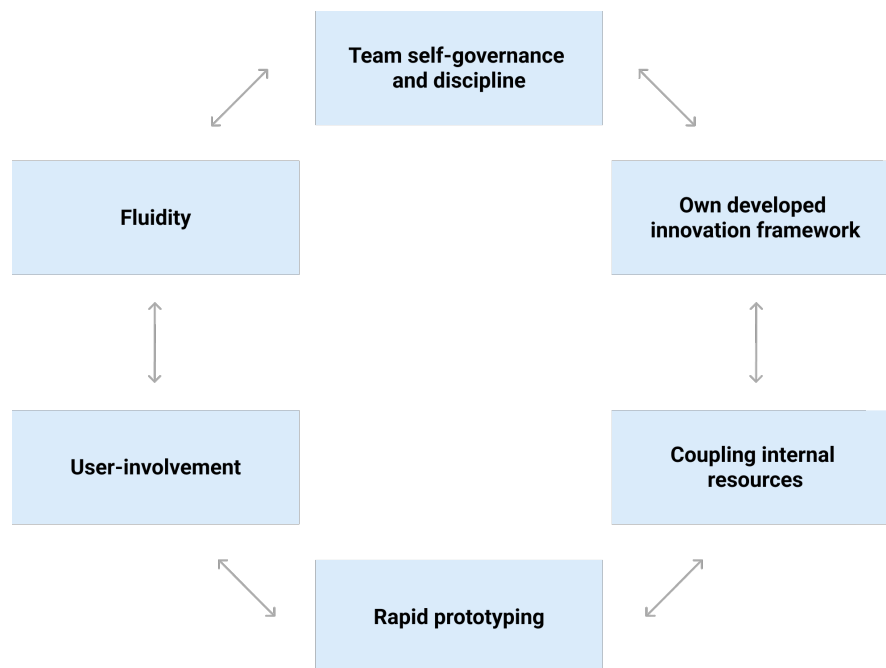 Team self-governance
and discipline
Fluidity
Own developed
innovation framework
User-involvement
Coupling internal
resources
Rapid prototyping